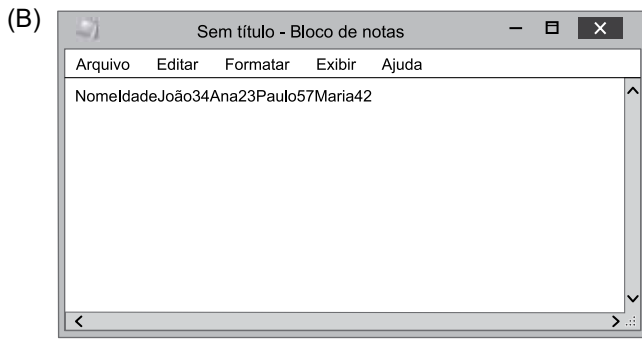 (B)
Sem título - Bloco de notas
Arquivo Editar Formatar Exibir Ajuda
NomeIdadeJoão34Ana23Paulo57Maria42